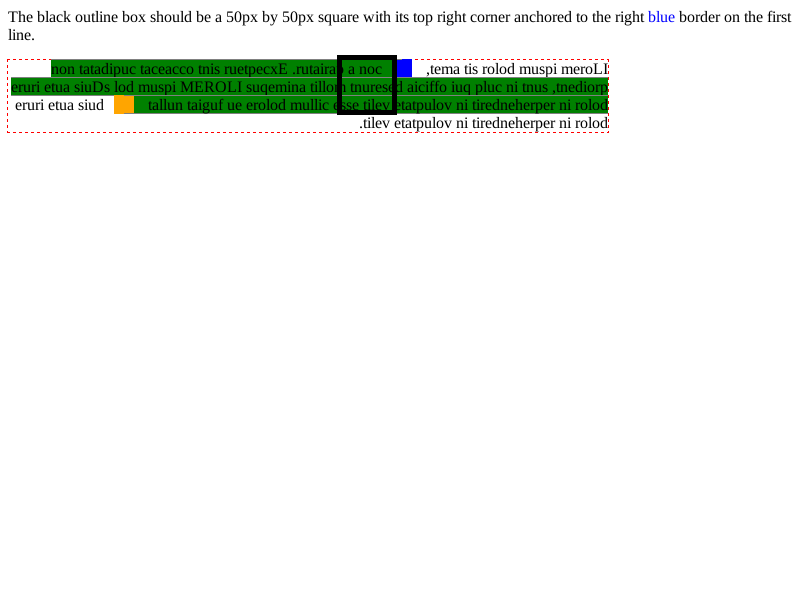 The black outline box should be a 50px by 50px square with its top right corner anchored to the right blue border on the first
line.
non tatadipuc taceacco tnis ruetpecxE .rutairap a noc ,tema tis rolod muspi meroLI
eruri etua siuDs lod muspi MEROLI suqemina tillom tnuresed aiciffo iuq pluc ni tnus ,tnediorp
eruri etua siud tallun taiguf ue erolod mullic esse tilev etatpulov ni tiredneherper ni rolod
.tilev etatpulov ni tiredneherper ni rolod